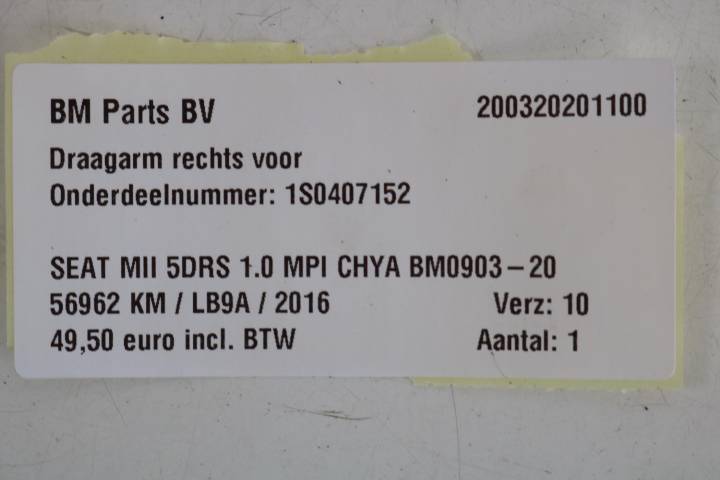 BM Parts BV 200320201100
Draagarm rechts voor
Onderdeelnummer: 1S0407152
SEAT MII 5DRS 1.0 MPI CHYA BM0903-20
56962 KM / LB9A / 2016 Verz: 10
49,50 euro incl. BTW Aantal: 1